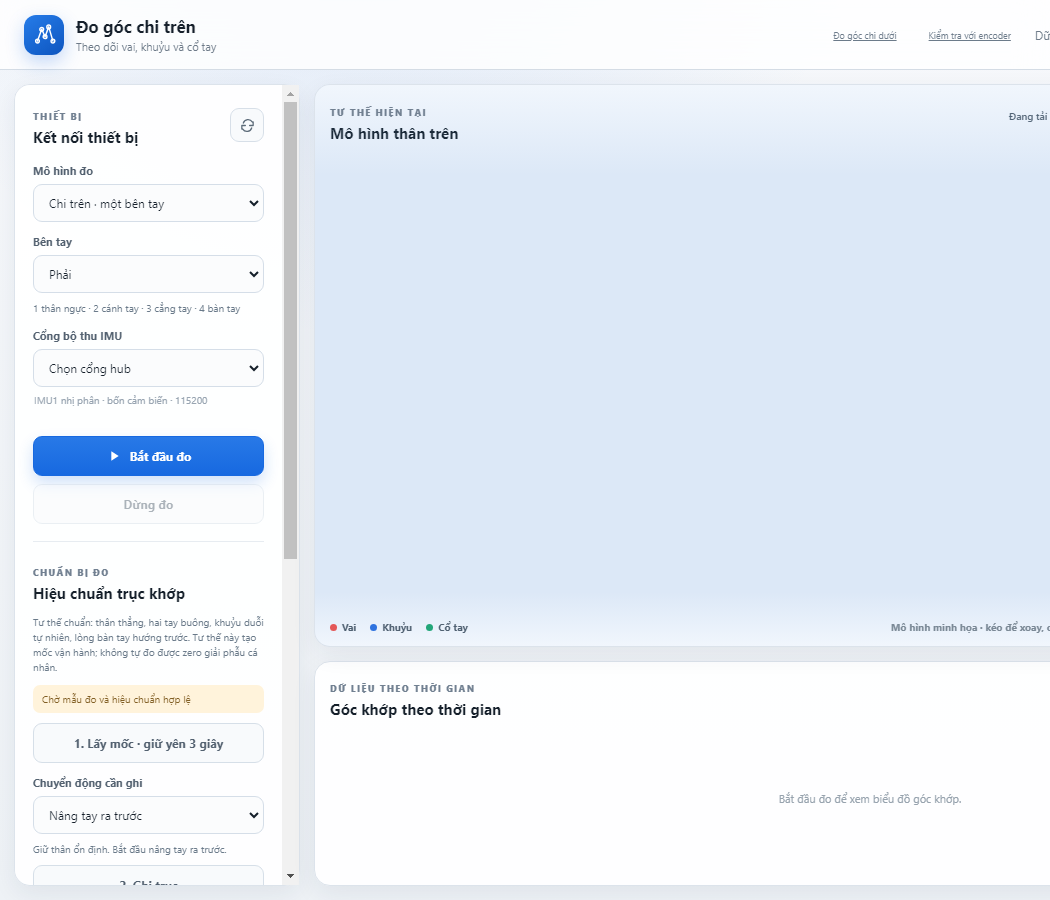 Đo góc chi trên
Theo dõi vai, khuỷu và cổ tay
Đo góc chi dưới
Kiểm tra với encoder
Dữ
THIẾT BỊ
Kết nối thiết bị
Mô hình đo
Chi trên · một bên tay
Bên tay
Phải
1 thân ngực · 2 cánh tay · 3 cẳng tay · 4 bàn tay
Cổng bộ thu IMU
Chọn cổng hub
IMU1 nhị phân · bốn cảm biến · 115200
Bắt đầu đo
Dừng đo
CHUẨN BỊ ĐO
Hiệu chuẩn trục khớp
Tư thế chuẩn: thân thẳng, hai tay buông, khuỷu duỗi
tự nhiên, lòng bàn tay hướng trước. Tư thế này tạo
mốc vận hành; không tự đo được zero giải phẫu cá
nhân.
Chờ mẫu đo và hiệu chuẩn hợp lệ
1. Lấy mốc · giữ yên 3 giây
Chuyển động cần ghi
Nâng tay ra trước
Giữ thân ổn định. Bắt đầu nâng tay ra trước.
2. Ghi trục
TƯ THẾ HIỆN TẠI
Mô hình thân trên
Đang tải
Vai
Khuỷu
Cổ tay
Mô hình minh họa · kéo để xoay,
DỮ LIỆU THEO THỜI GIAN
Góc khớp theo thời gian
Bắt đầu đo để xem biểu đồ góc khớp.